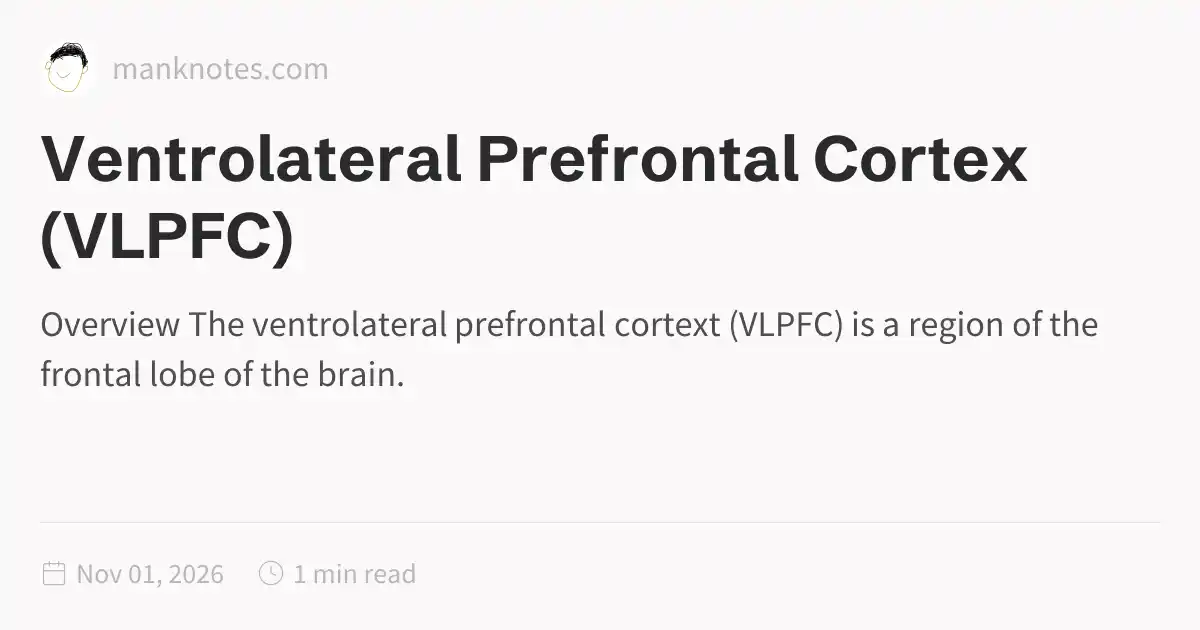 manknotes.com
Ventrolateral Prefrontal Cortex
(VLPFC)
Overview The ventrolateral prefrontal cortext (VLPFC) is a region of the
frontal lobe of the brain.
Nov 01, 2026 1 min read